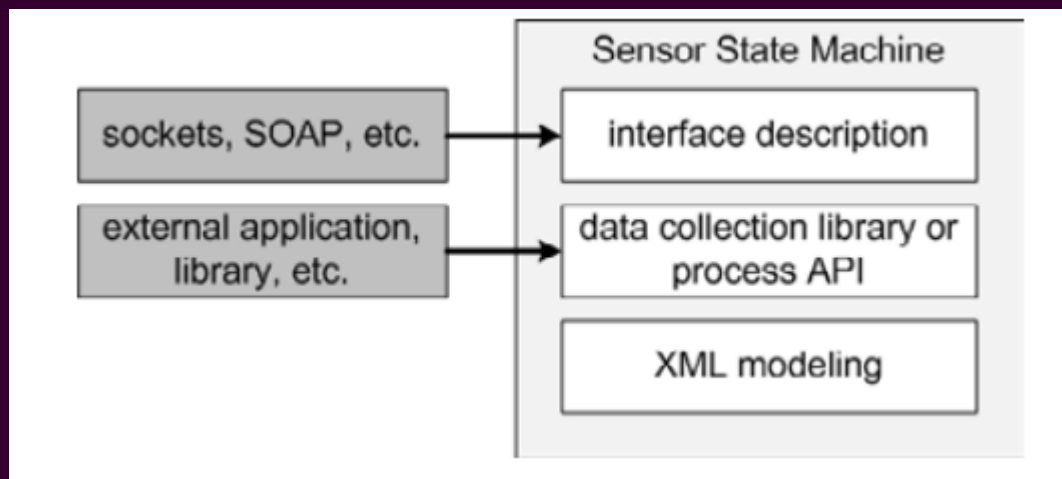 Sensor State Machine
sockets, SOAP, etc.
interface description
external application,
library, etc.
data collection library or
process API
XML modeling